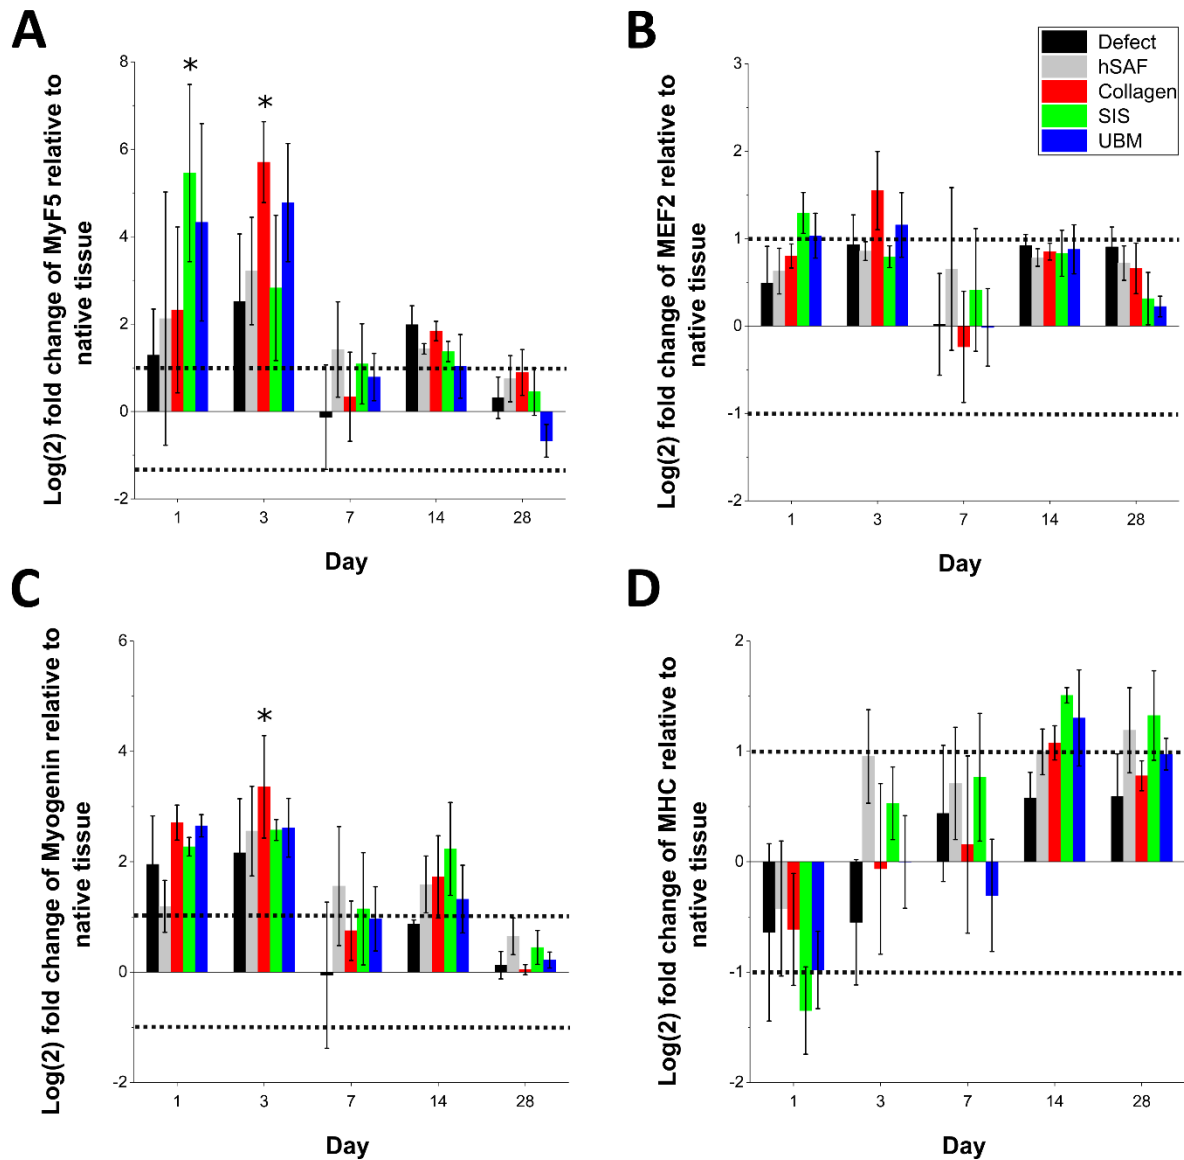 A
Log(2) fold change of MyF5 relative to
native tissue
8
6
4
2
0
-2
*
*
1 3 7 14 28
Day
B
Log(2) fold change of MEF2 relative to
native tissue
3
2
1
0
-1
-2
1 3 7 14 28
Day
Defect
hSAF
Collagen
SIS
UBM
C
Log(2) fold change of Myogenin relative to
native tissue
6
4
2
0
-2
*
1 3 7 14 28
Day
D
Log(2) fold change of MHC relative to
native tissue
2
1
0
-1
-2
1 3 7 14 28
Day